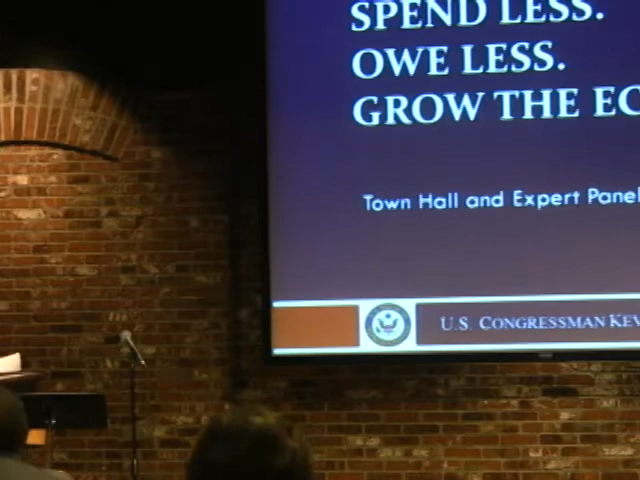 SPEND LESS.
OWE LESS.
GROW THE EC
Town Hall and Expert Panel
U.S. CONGRESSMAN KEV